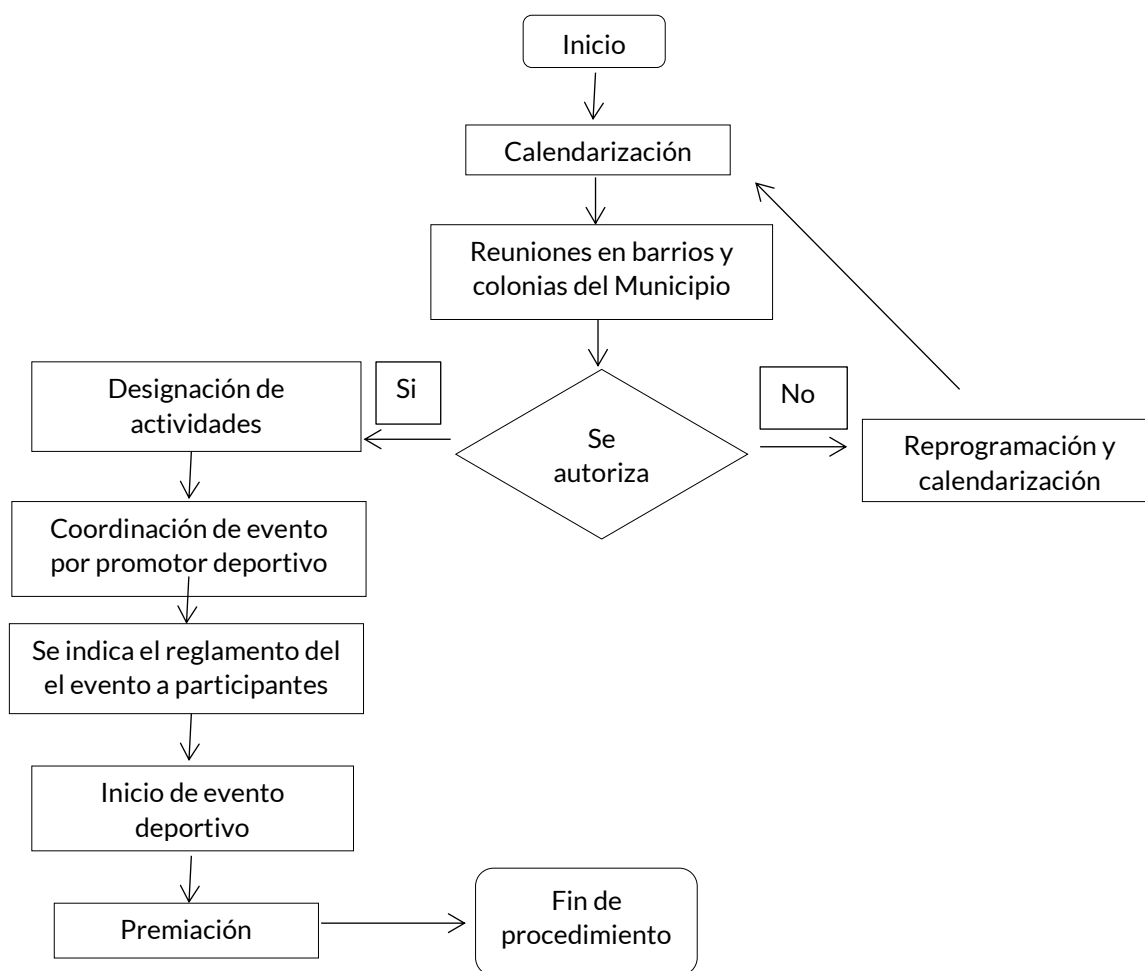 Inicio
Calendarización
Reuniones en barrios y
colonias del Municipio
Se
autoriza
Si
No
Designación de
actividades
Reprogramación y
calendarización
Coordinación de evento
por promotor deportivo
Se indica el reglamento del
el evento a participantes
Inicio de evento
deportivo
Premiación
Fin de
procedimiento